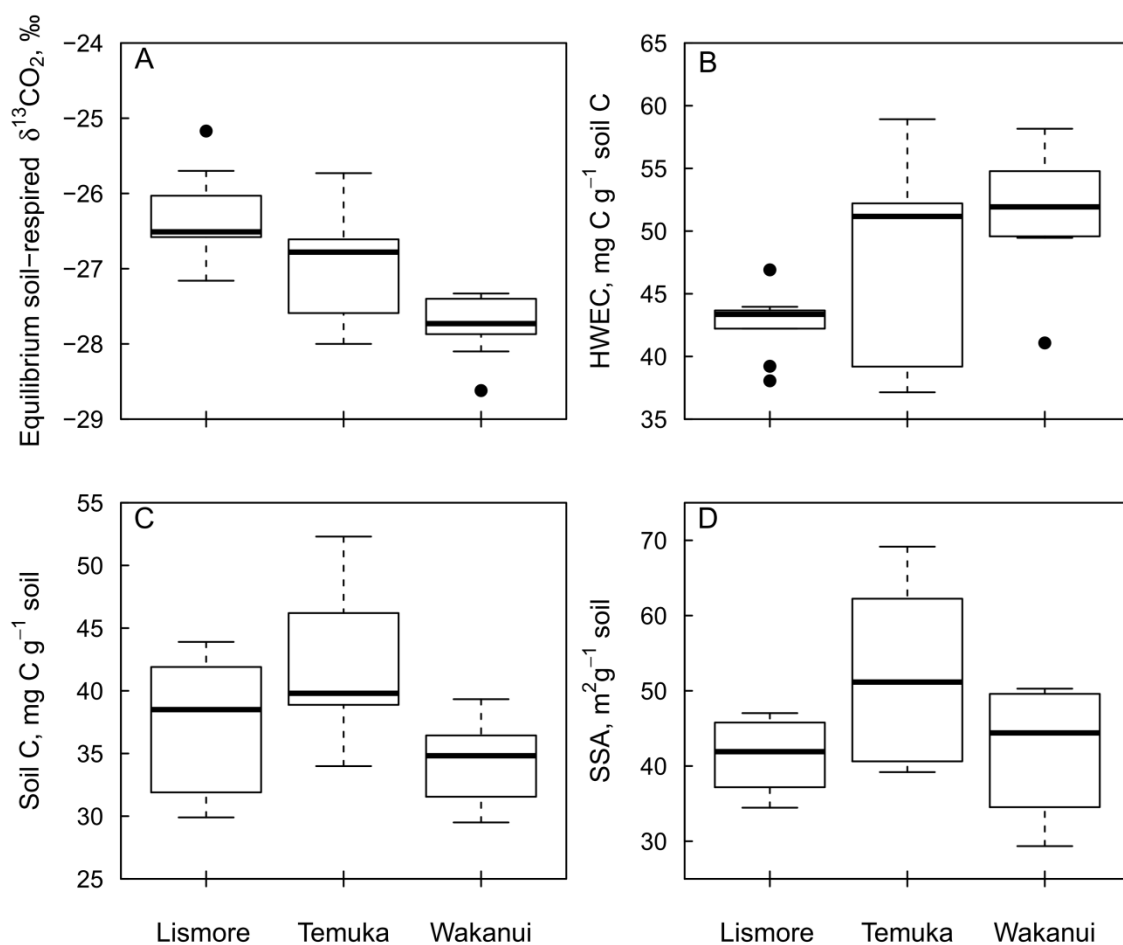 A
Equilibrium soil−respired δ¹³CO₂, ‰
−24
−25
−26
−27
−28
−29
B
HWEC, mg C g⁻¹ soil C
65
60
55
50
45
40
35
C
Soil C, mg C g⁻¹ soil
55
50
45
40
35
30
25
D
SSA, m²g⁻¹ soil
70
60
50
40
30
Lismore Temuka Wakanui
Lismore Temuka Wakanui